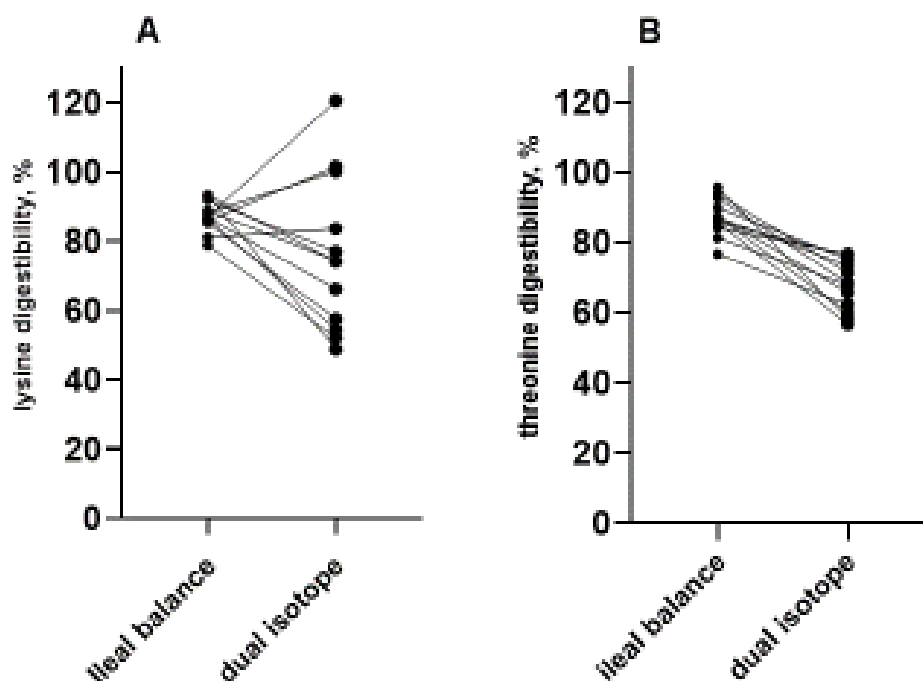 A
lysine digestibility, %
120
100
80
60
40
20
0
ileal balance
dual isotope
B
threonine digestibility, %
120
100
80
60
40
20
0
ileal balance
dual isotope